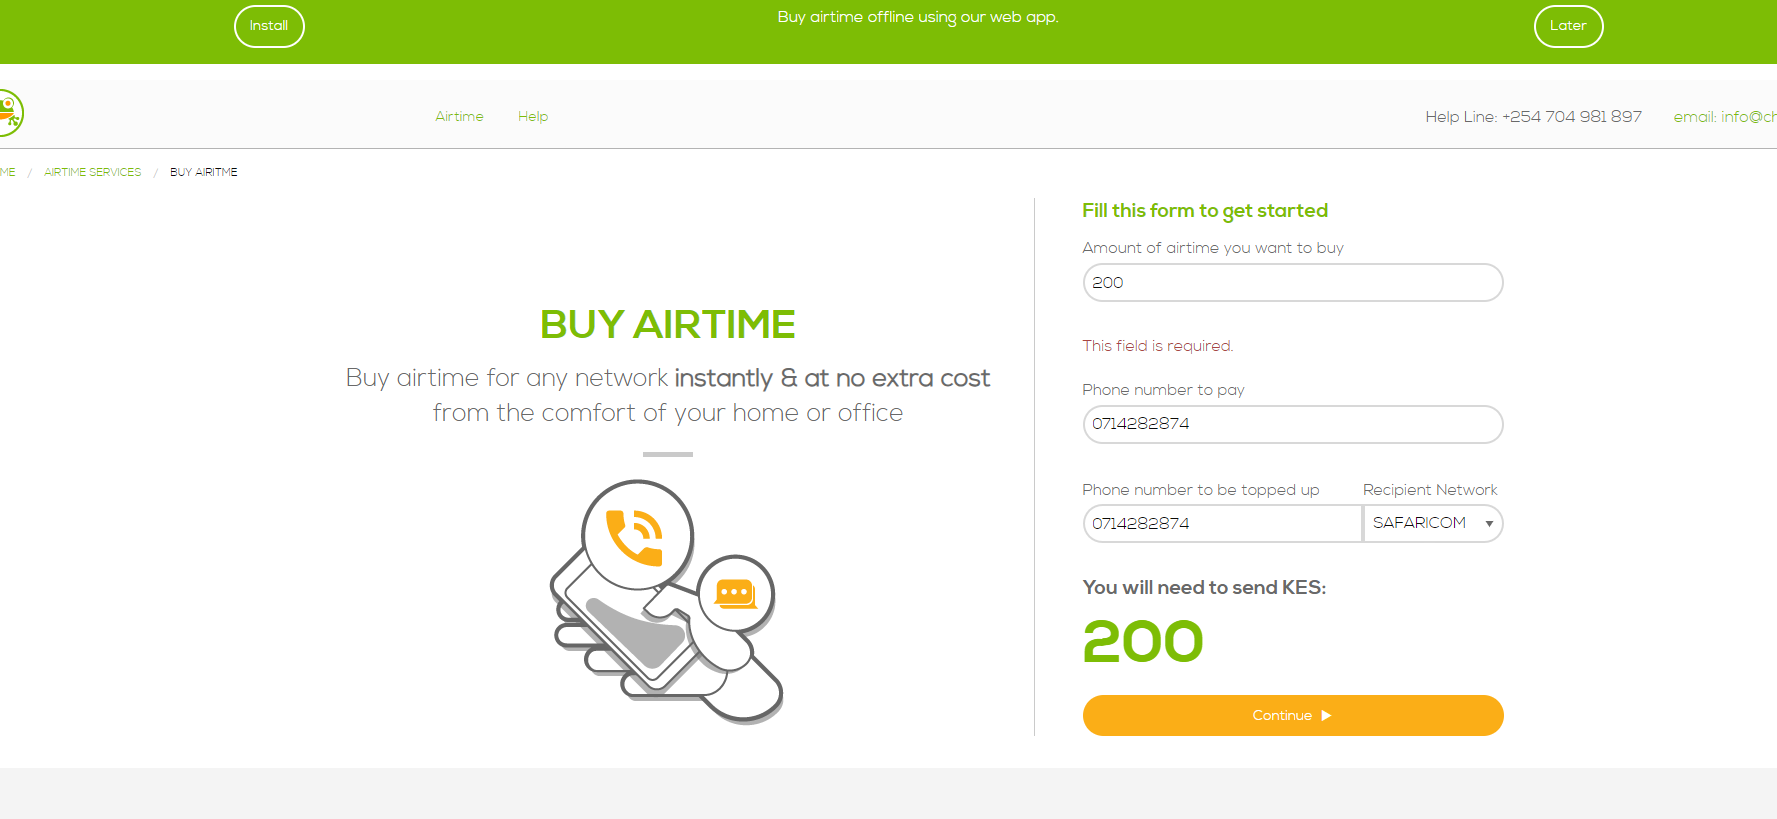 Install
Buy airtime offline using our web app.
Later
Airtime
Help
Help Line: +254 704 981 897
email: info@ch
ME / AIRTIME SERVICES / BUY AIRITME
BUY AIRTIME
Buy airtime for any network instantly & at no extra cost
from the comfort of your home or office
Fill this form to get started
Amount of airtime you want to buy
200
This field is required.
Phone number to pay
0714282874
Phone number to be topped up
Recipient Network
0714282874
SAFARICOM
You will need to send KES:
200
Continue